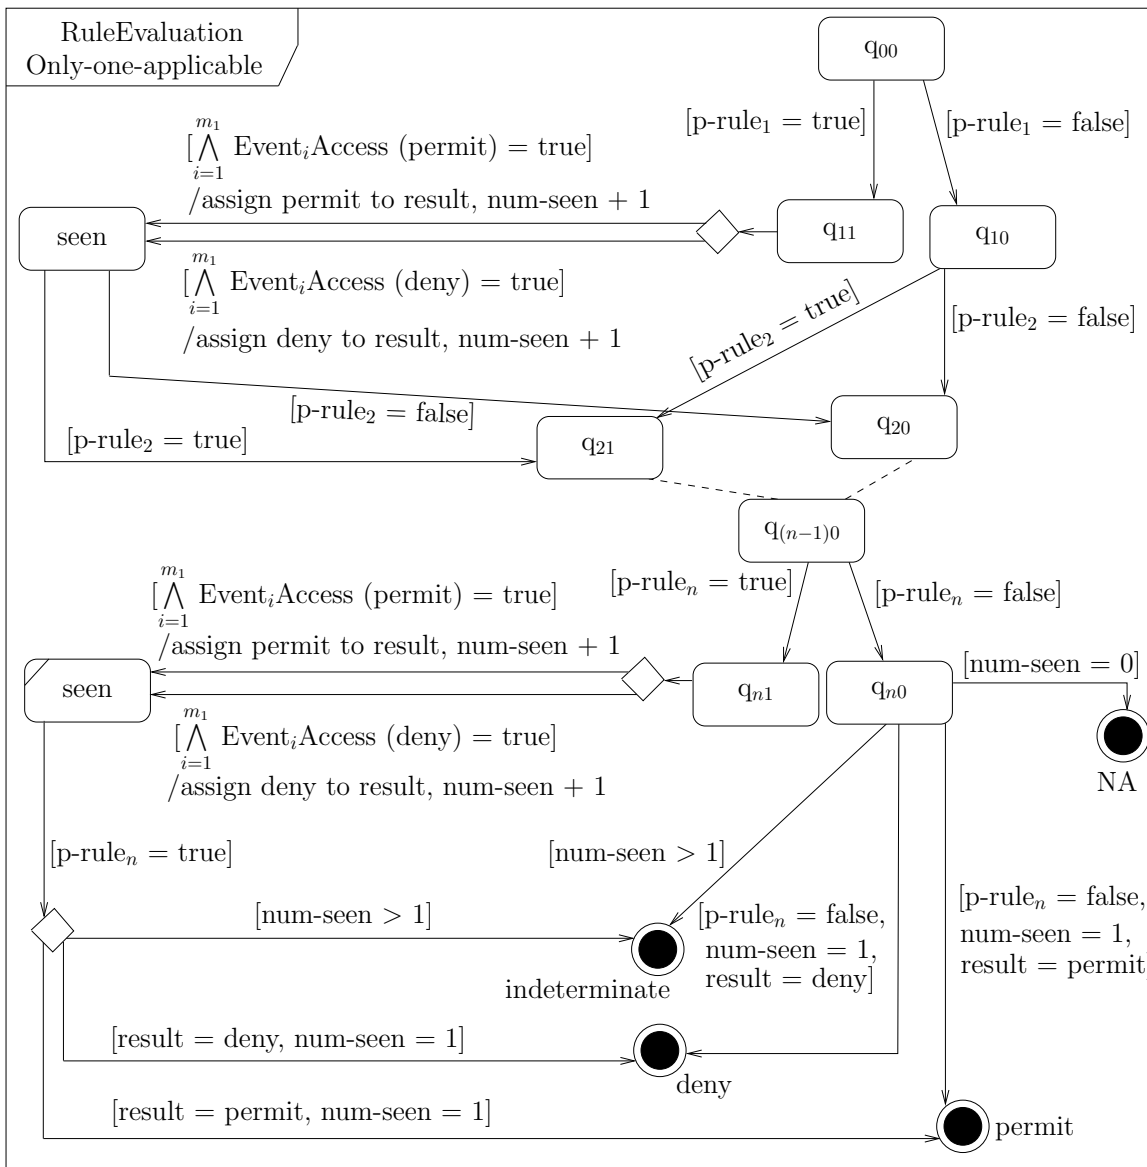 RuleEvaluation
Only-one-applicable
q₀₀
[p-rule₁ = true]
[p-rule₁ = false]
[⋀ᵢ₌₁^m₁ EventᵢAccess (permit) = true]
/assign permit to result, num-seen + 1
seen
q₁₁
q₁₀
[⋀ᵢ₌₁^m₁ EventᵢAccess (deny) = true]
/assign deny to result, num-seen + 1
[p-rule₂ = true]
[p-rule₂ = false]
[p-rule₂ = false]
[p-rule₂ = true]
q₂₁
q₂₀
q₍ₙ₋₁₎₀
[p-ruleₙ = true]
[p-ruleₙ = false]
[⋀ᵢ₌₁^m₁ EventᵢAccess (permit) = true]
/assign permit to result, num-seen + 1
seen
qₙ₁
qₙ₀
[num-seen = 0]
NA
[⋀ᵢ₌₁^m₁ EventᵢAccess (deny) = true]
/assign deny to result, num-seen + 1
[p-ruleₙ = true]
[num-seen > 1]
[num-seen > 1]
[p-ruleₙ = false,
num-seen = 1,
result = deny]
[p-ruleₙ = false,
num-seen = 1,
result = permit]
indeterminate
[result = deny, num-seen = 1]
deny
[result = permit, num-seen = 1]
permit